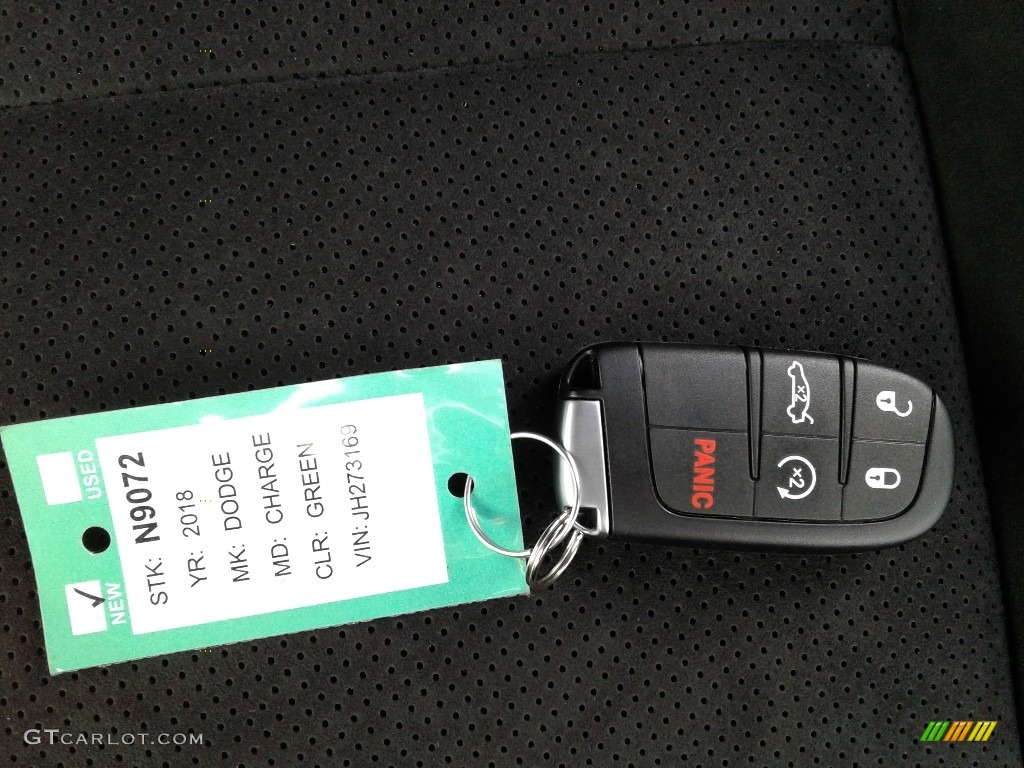 USED
NEW
STK: N9072
YR: 2018
MK: DODGE
MD: CHARGE
CLR: GREEN
VIN: JH273169
PANIC
x2
x2
GTCARLOT.COM